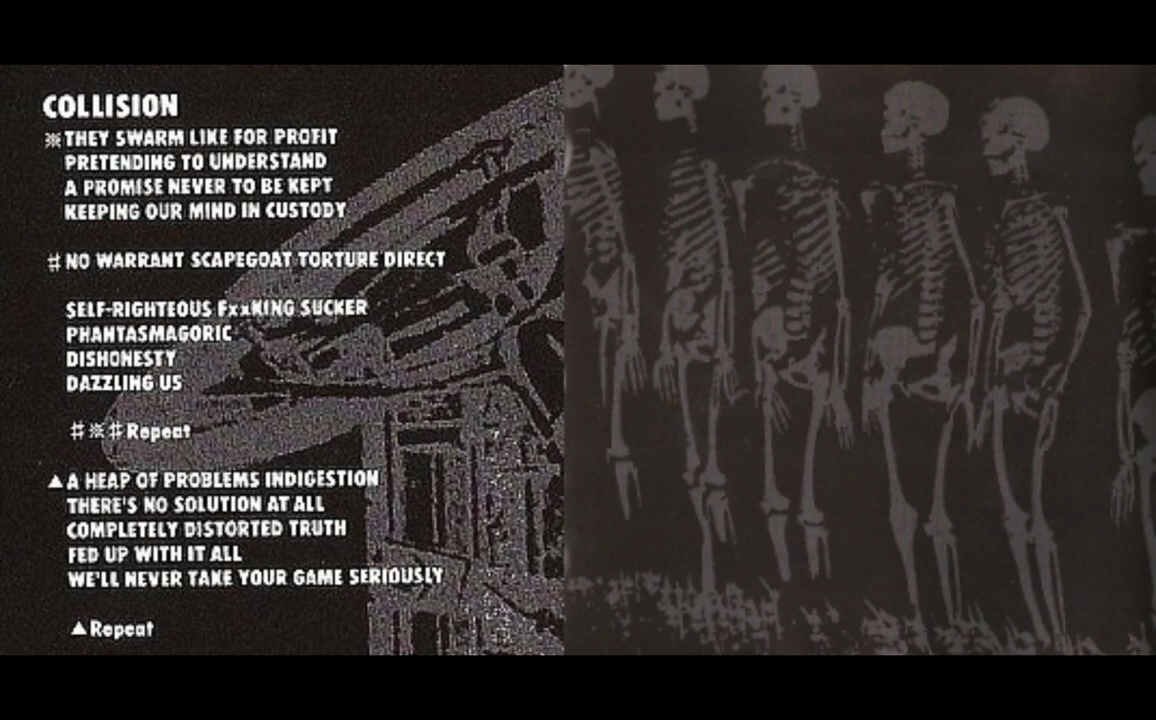 COLLISION
※THEY SWARM LIKE FOR PROFIT
PRETENDING TO UNDERSTAND
A PROMISE NEVER TO BE KEPT
KEEPING OUR MIND IN CUSTODY
♯NO WARRANT SCAPEGOAT TORTURE DIRECT
SELF-RIGHTEOUS FxxKING SUCKER
PHANTASMAGORIC
DISHONESTY
DAZZLING US
♯※♯Repeat
▲A HEAP OF PROBLEMS INDIGESTION
THERE'S NO SOLUTION AT ALL
COMPLETELY DISTORTED TRUTH
FED UP WITH IT ALL
WE'LL NEVER TAKE YOUR GAME SERIOUSLY
▲Repeat